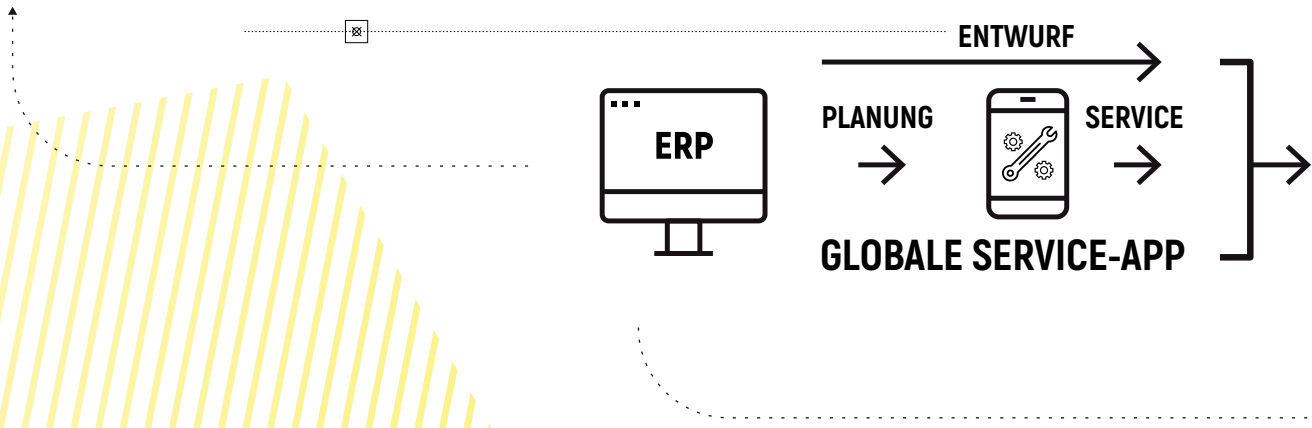 ENTWURF
ERP
PLANUNG
SERVICE
GLOBALE SERVICE-APP